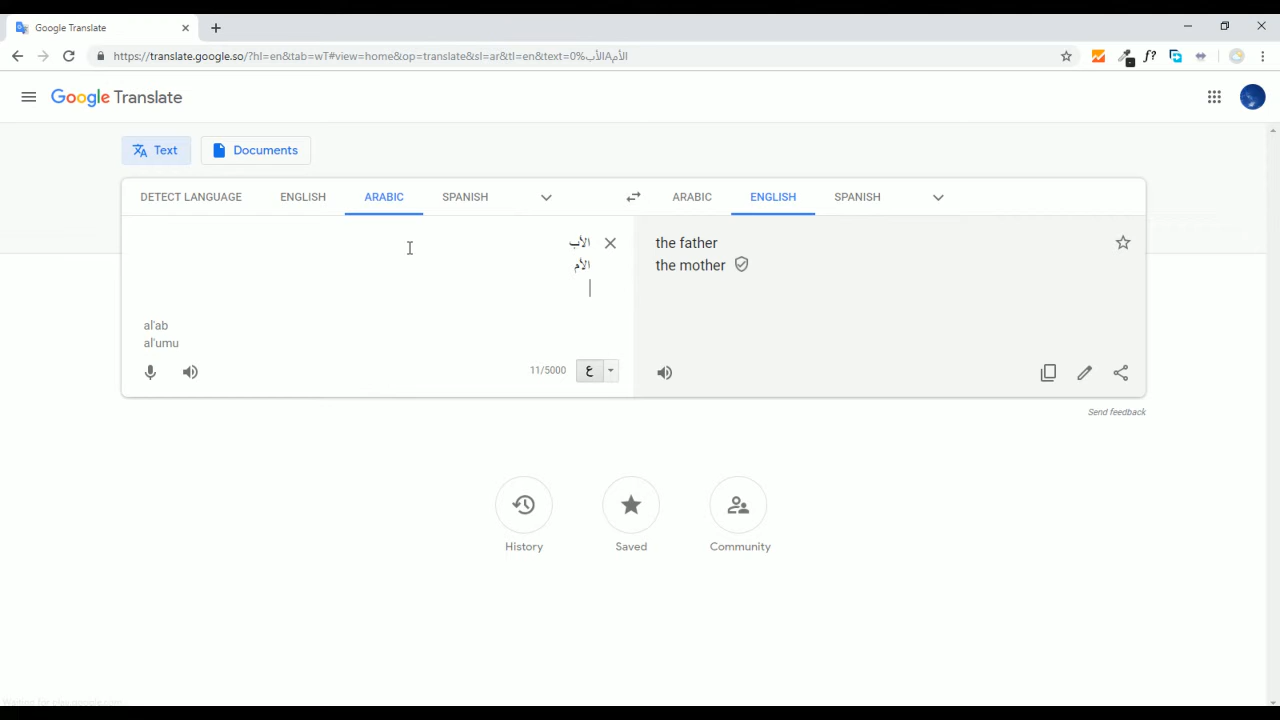 Google Translate
https://translate.google.so/?hl=en&tab=wT#view=home&op=translate&sl=ar&tl=en&text=الأب%0Aالأم
f?
Google Translate
Text
Documents
DETECT LANGUAGE
ENGLISH
ARABIC
SPANISH
ARABIC
ENGLISH
SPANISH
الأب
الأم
al'ab
al'umu
11/5000
ع
the father
the mother
Send feedback
History
Saved
Community